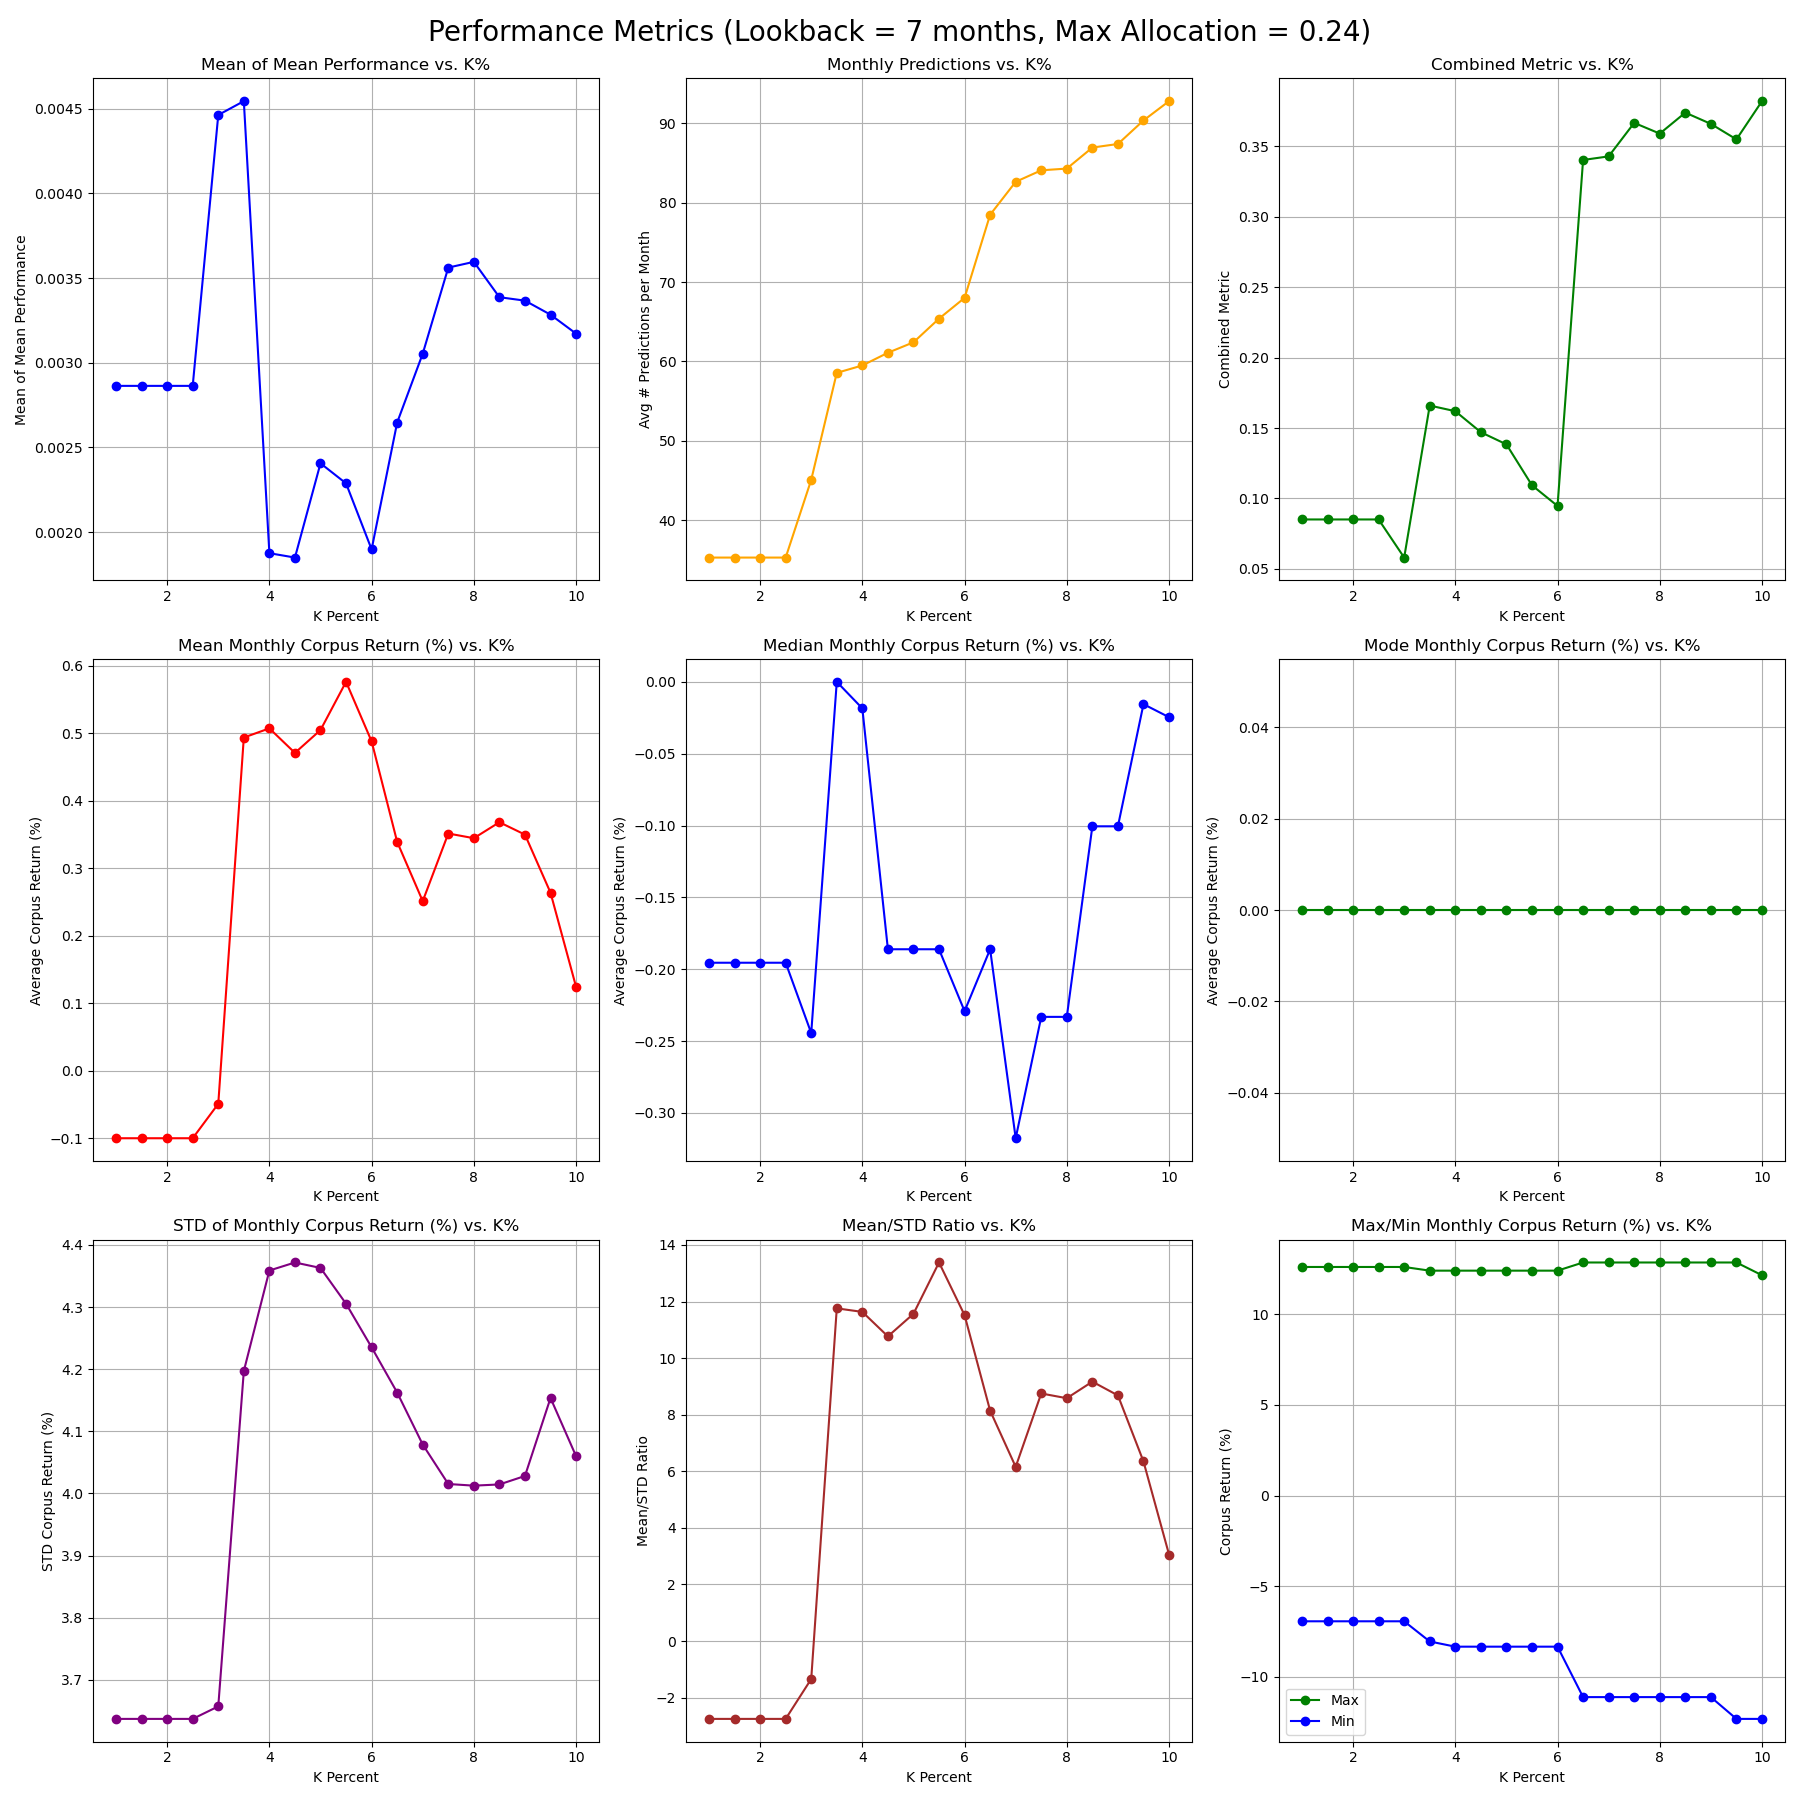 Performance Metrics (Lookback = 7 months, Max Allocation = 0.24)
Mean of Mean Performance vs. K%
Mean of Mean Performance
0.0045
0.0040
0.0035
0.0030
0.0025
0.0020
2 4 6 8 10
K Percent
Monthly Predictions vs. K%
Avg # Predictions per Month
90
80
70
60
50
40
2 4 6 8 10
K Percent
Combined Metric vs. K%
Combined Metric
0.35
0.30
0.25
0.20
0.15
0.10
0.05
2 4 6 8 10
K Percent
Mean Monthly Corpus Return (%) vs. K%
Average Corpus Return (%)
0.6
0.5
0.4
0.3
0.2
0.1
0.0
−0.1
2 4 6 8 10
K Percent
Median Monthly Corpus Return (%) vs. K%
Average Corpus Return (%)
0.00
−0.05
−0.10
−0.15
−0.20
−0.25
−0.30
2 4 6 8 10
K Percent
Mode Monthly Corpus Return (%) vs. K%
Average Corpus Return (%)
0.04
0.02
0.00
−0.02
−0.04
2 4 6 8 10
K Percent
STD of Monthly Corpus Return (%) vs. K%
STD Corpus Return (%)
4.4
4.3
4.2
4.1
4.0
3.9
3.8
3.7
2 4 6 8 10
K Percent
Mean/STD Ratio vs. K%
Mean/STD Ratio
14
12
10
8
6
4
2
0
−2
2 4 6 8 10
K Percent
Max/Min Monthly Corpus Return (%) vs. K%
Corpus Return (%)
10
5
0
−5
−10
Max
Min
2 4 6 8 10
K Percent